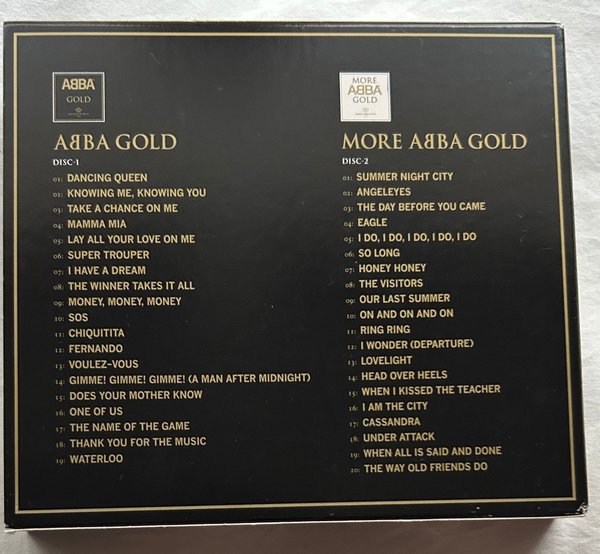 AᗺBA
GOLD
AᗺBA GOLD
DISC-1
01: DANCING QUEEN
02: KNOWING ME, KNOWING YOU
03: TAKE A CHANCE ON ME
04: MAMMA MIA
05: LAY ALL YOUR LOVE ON ME
06: SUPER TROUPER
07: I HAVE A DREAM
08: THE WINNER TAKES IT ALL
09: MONEY, MONEY, MONEY
10: SOS
11: CHIQUITITA
12: FERNANDO
13: VOULEZ-VOUS
14: GIMME! GIMME! GIMME! (A MAN AFTER MIDNIGHT)
15: DOES YOUR MOTHER KNOW
16: ONE OF US
17: THE NAME OF THE GAME
18: THANK YOU FOR THE MUSIC
19: WATERLOO
MORE
AᗺBA
GOLD
MORE AᗺBA GOLD
DISC-2
01: SUMMER NIGHT CITY
02: ANGELEYES
03: THE DAY BEFORE YOU CAME
04: EAGLE
05: I DO, I DO, I DO, I DO, I DO
06: SO LONG
07: HONEY HONEY
08: THE VISITORS
09: OUR LAST SUMMER
10: ON AND ON AND ON
11: RING RING
12: I WONDER (DEPARTURE)
13: LOVELIGHT
14: HEAD OVER HEELS
15: WHEN I KISSED THE TEACHER
16: I AM THE CITY
17: CASSANDRA
18: UNDER ATTACK
19: WHEN ALL IS SAID AND DONE
20: THE WAY OLD FRIENDS DO